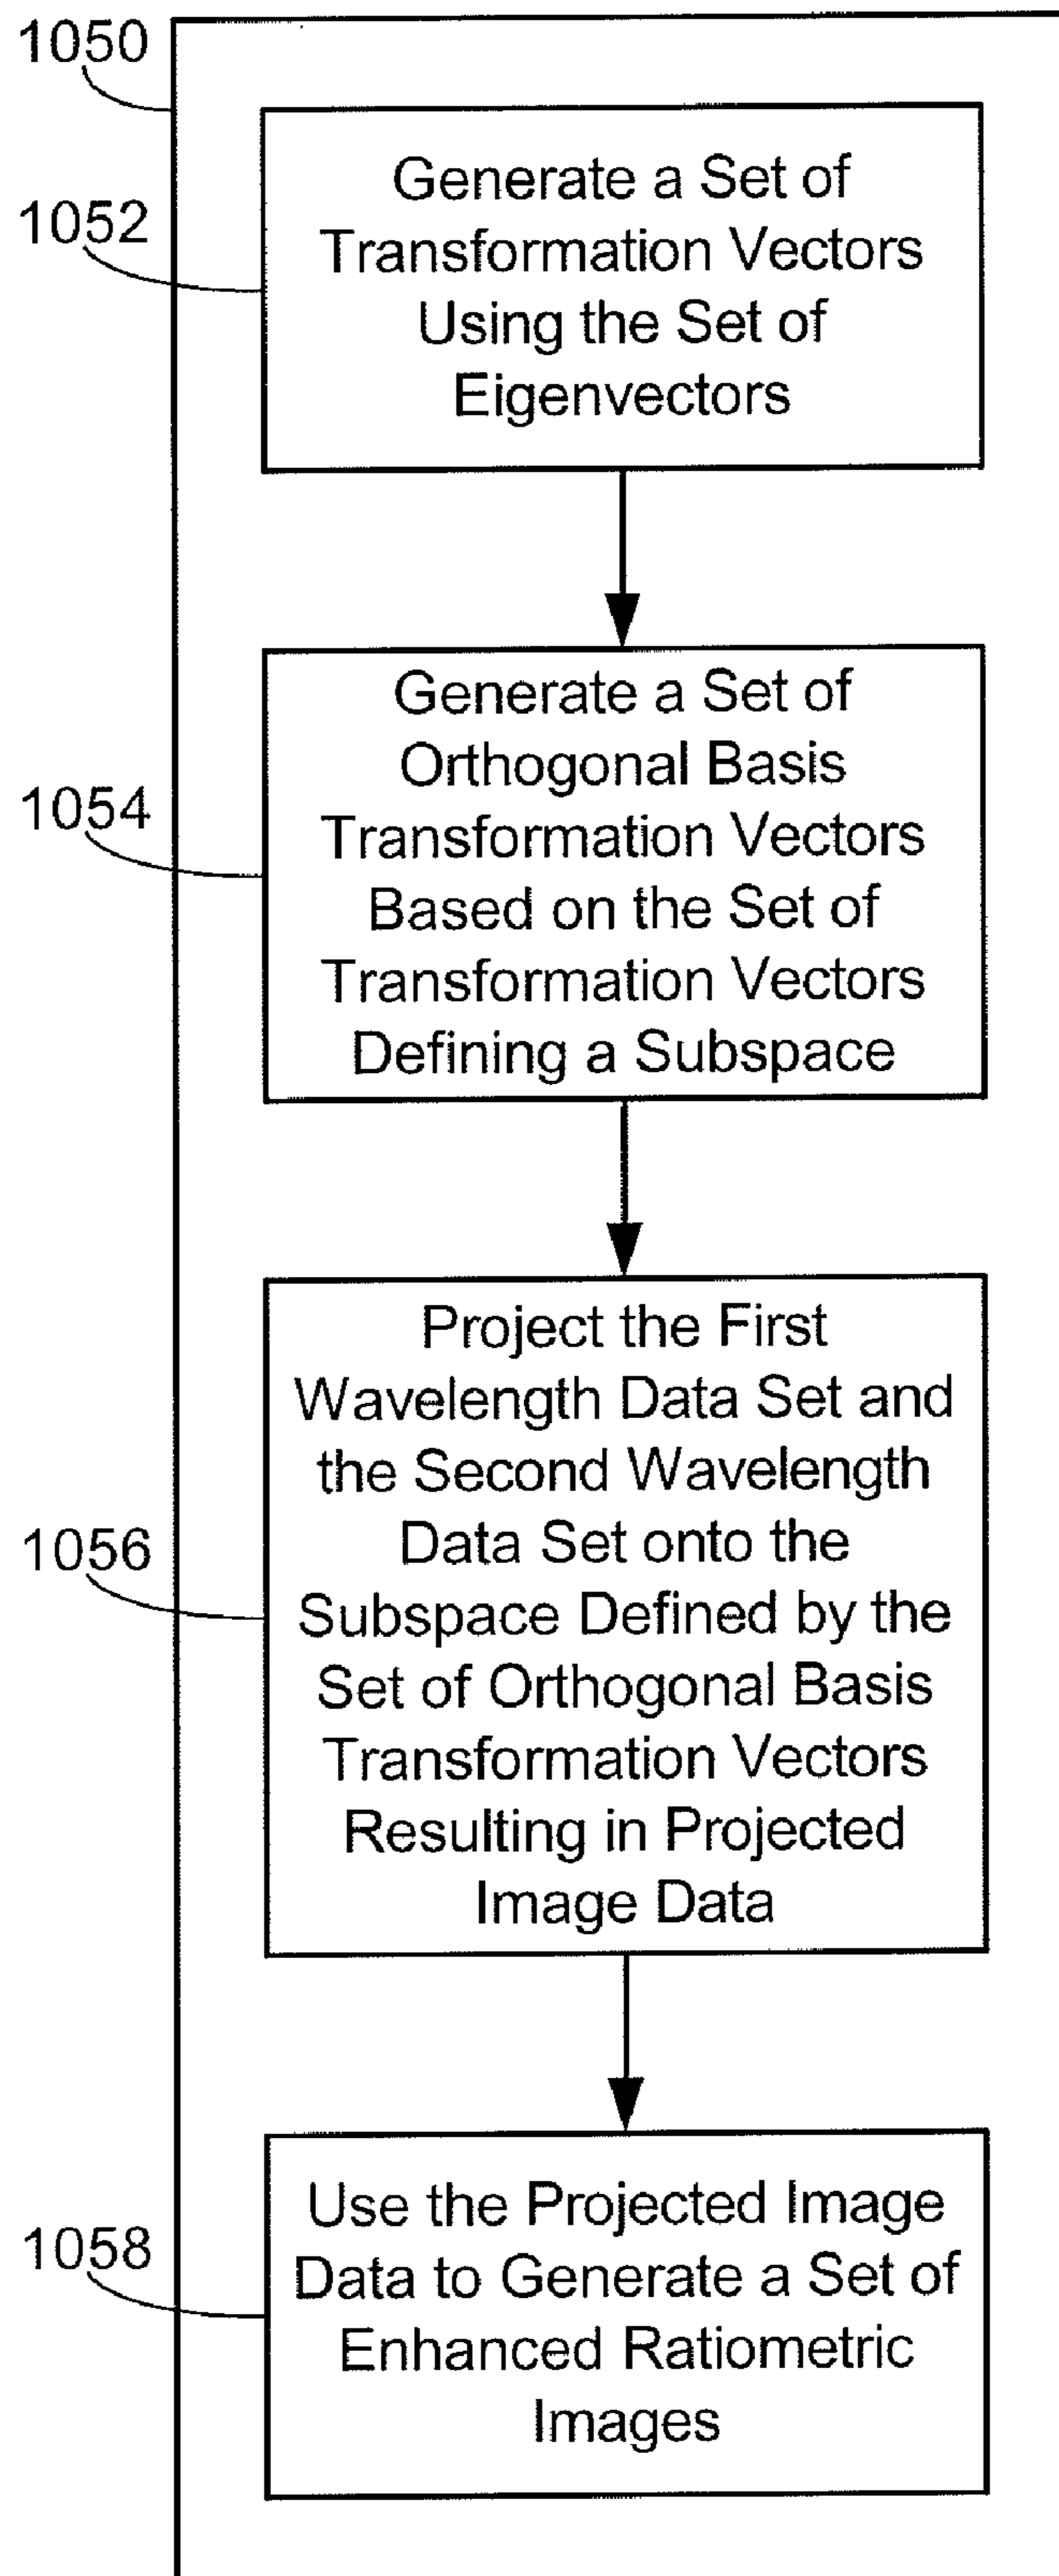 1050
1052
Generate a Set of
Transformation Vectors
Using the Set of
Eigenvectors
1054
Generate a Set of
Orthogonal Basis
Transformation Vectors
Based on the Set of
Transformation Vectors
Defining a Subspace
1056
Project the First
Wavelength Data Set and
the Second Wavelength
Data Set onto the
Subspace Defined by the
Set of Orthogonal Basis
Transformation Vectors
Resulting in Projected
Image Data
1058
Use the Projected Image
Data to Generate a Set of
Enhanced Ratiometric
Images